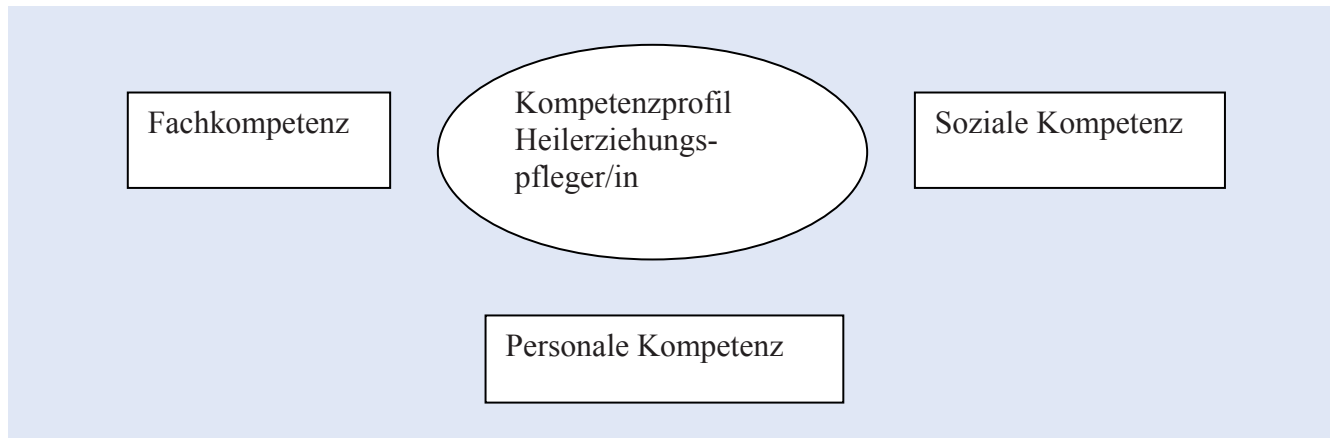 Fachkompetenz
Kompetenzprofil
Heilerziehungs-
pfleger/in
Soziale Kompetenz
Personale Kompetenz